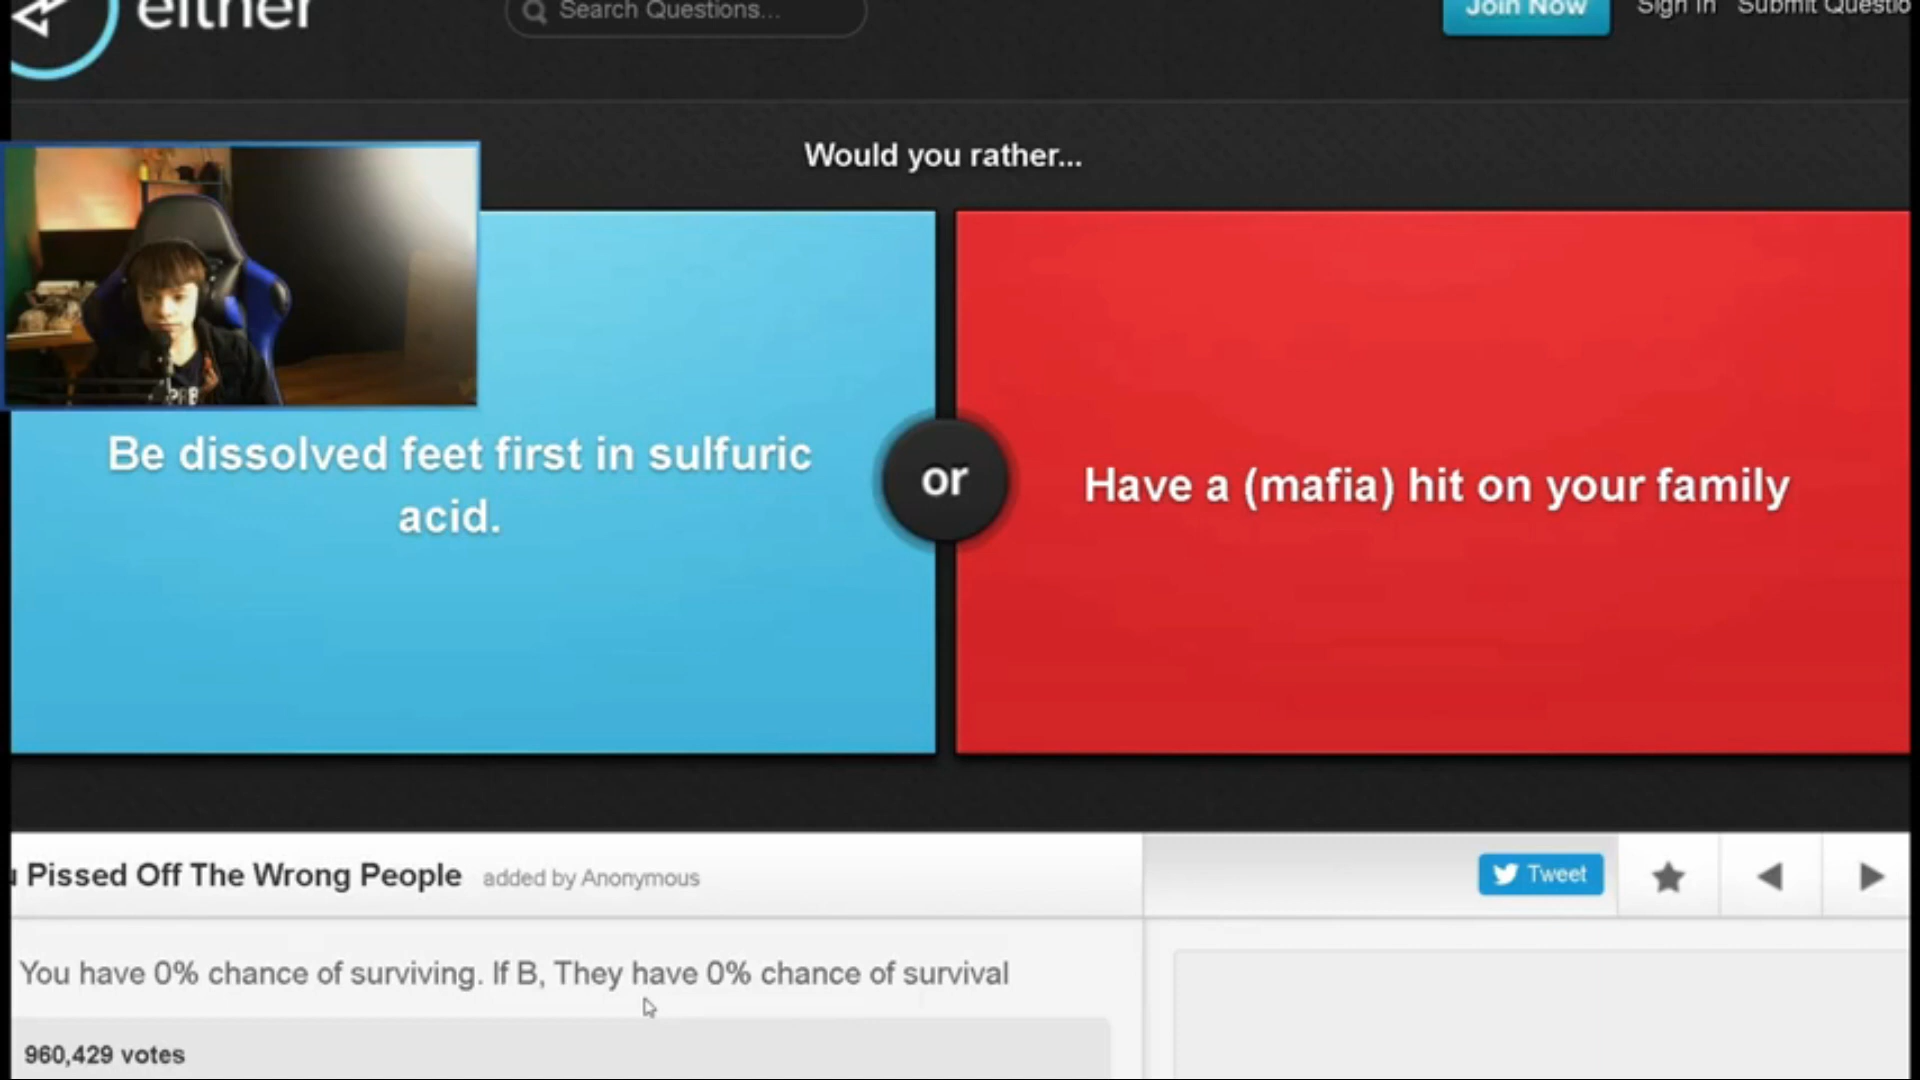 either
Search Questions...
Join Now
Sign In
Submit Questio
Would you rather...
Be dissolved feet first in sulfuric
acid.
or
Have a (mafia) hit on your family
Pissed Off The Wrong People
added by Anonymous
Tweet
You have 0% chance of surviving. If B, They have 0% chance of survival
960,429 votes